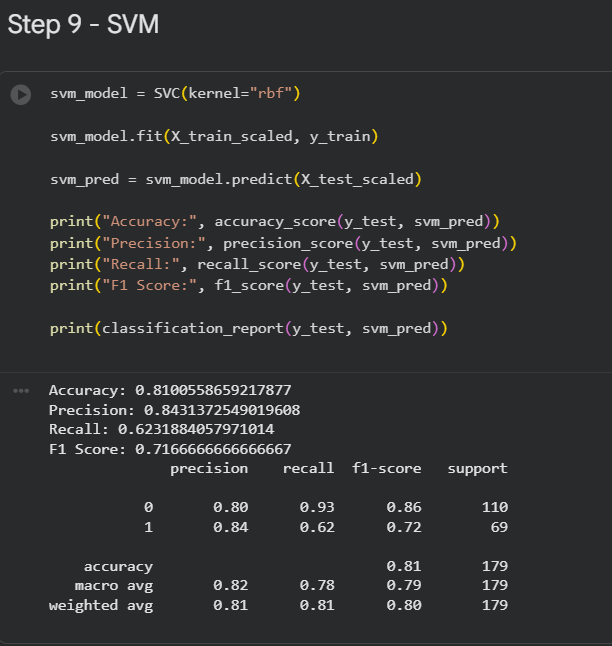 Step 9 - SVM
svm_model = SVC(kernel="rbf")
svm_model.fit(X_train_scaled, y_train)
svm_pred = svm_model.predict(X_test_scaled)
print("Accuracy:", accuracy_score(y_test, svm_pred))
print("Precision:", precision_score(y_test, svm_pred))
print("Recall:", recall_score(y_test, svm_pred))
print("F1 Score:", f1_score(y_test, svm_pred))
print(classification_report(y_test, svm_pred))
Accuracy: 0.8100558659217877
Precision: 0.8431372549019608
Recall: 0.6231884057971014
F1 Score: 0.7166666666666667
precision recall f1-score support
0 0.80 0.93 0.86 110
1 0.84 0.62 0.72 69
accuracy 0.81 179
macro avg 0.82 0.78 0.79 179
weighted avg 0.81 0.81 0.80 179